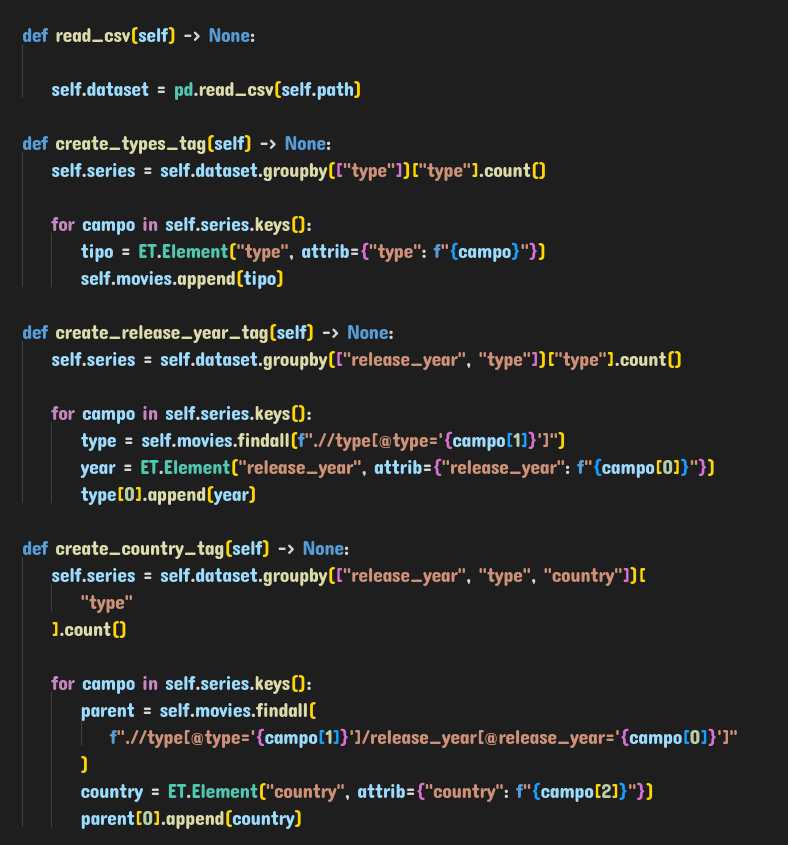 def read_csv(self) -> None:
self.dataset = pd.read_csv(self.path)
def create_types_tag(self) -> None:
self.series = self.dataset.groupby(["type"])["type"].count()
for campo in self.series.keys():
tipo = ET.Element("type", attrib={"type": f"{campo}"})
self.movies.append(tipo)
def create_release_year_tag(self) -> None:
self.series = self.dataset.groupby(["release_year", "type"])["type"].count()
for campo in self.series.keys():
type = self.movies.findall(f".//type[@type='{campo[1]}']")
year = ET.Element("release_year", attrib={"release_year": f"{campo[0]}"})
type[0].append(year)
def create_country_tag(self) -> None:
self.series = self.dataset.groupby(["release_year", "type", "country"])[
"type"
].count()
for campo in self.series.keys():
parent = self.movies.findall(
f".//type[@type='{campo[1]}']/release_year[@release_year='{campo[0]}']"
)
country = ET.Element("country", attrib={"country": f"{campo[2]}"})
parent[0].append(country)